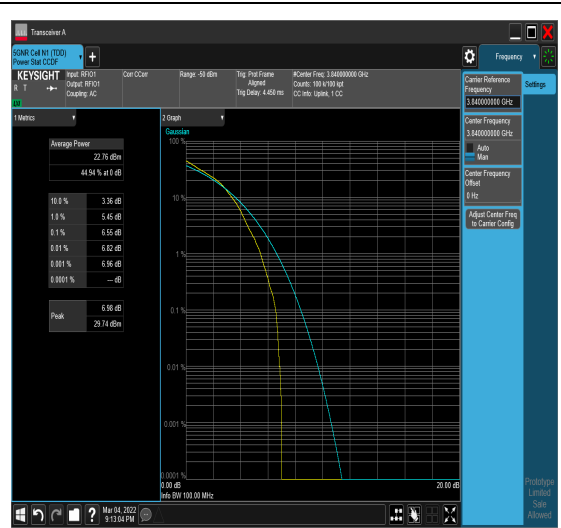 Transceiver A
5GNR Cell N1 (TDD)
Power Stat CCDF
+
Frequency
KEYSIGHT
R T
LV
Input: RFIO1
Output: RFIO1
Coupling: AC
Corr CCorr
Range: -50 dBm
Trig: Prot Frame
Aligned
Trig Delay: 4.450 ms
#Center Freq: 3.840000000 GHz
Counts: 100 k/100 kpt
CC Info: Uplink, 1 CC
1 Metrics
Average Power
22.76 dBm
44.94 % at 0 dB
10.0 % 3.36 dB
1.0 % 5.45 dB
0.1 % 6.55 dB
0.01 % 6.82 dB
0.001 % 6.96 dB
0.0001 % --- dB
Peak
6.98 dB
29.74 dBm
2 Graph
Gaussian
100 %
10 %
1 %
0.1 %
0.01 %
0.001 %
0.0001 %
0.00 dB
20.00 dB
Info BW 100.00 MHz
Carrier Reference
Frequency
3.840000000 GHz
Center Frequency
3.840000000 GHz
Auto
Man
Center Frequency
Offset
0 Hz
Adjust Center Freq
to Carrier Config
Settings
Prototype
Limited
Sale
Allowed
?
Mar 04, 2022
9:13:04 PM